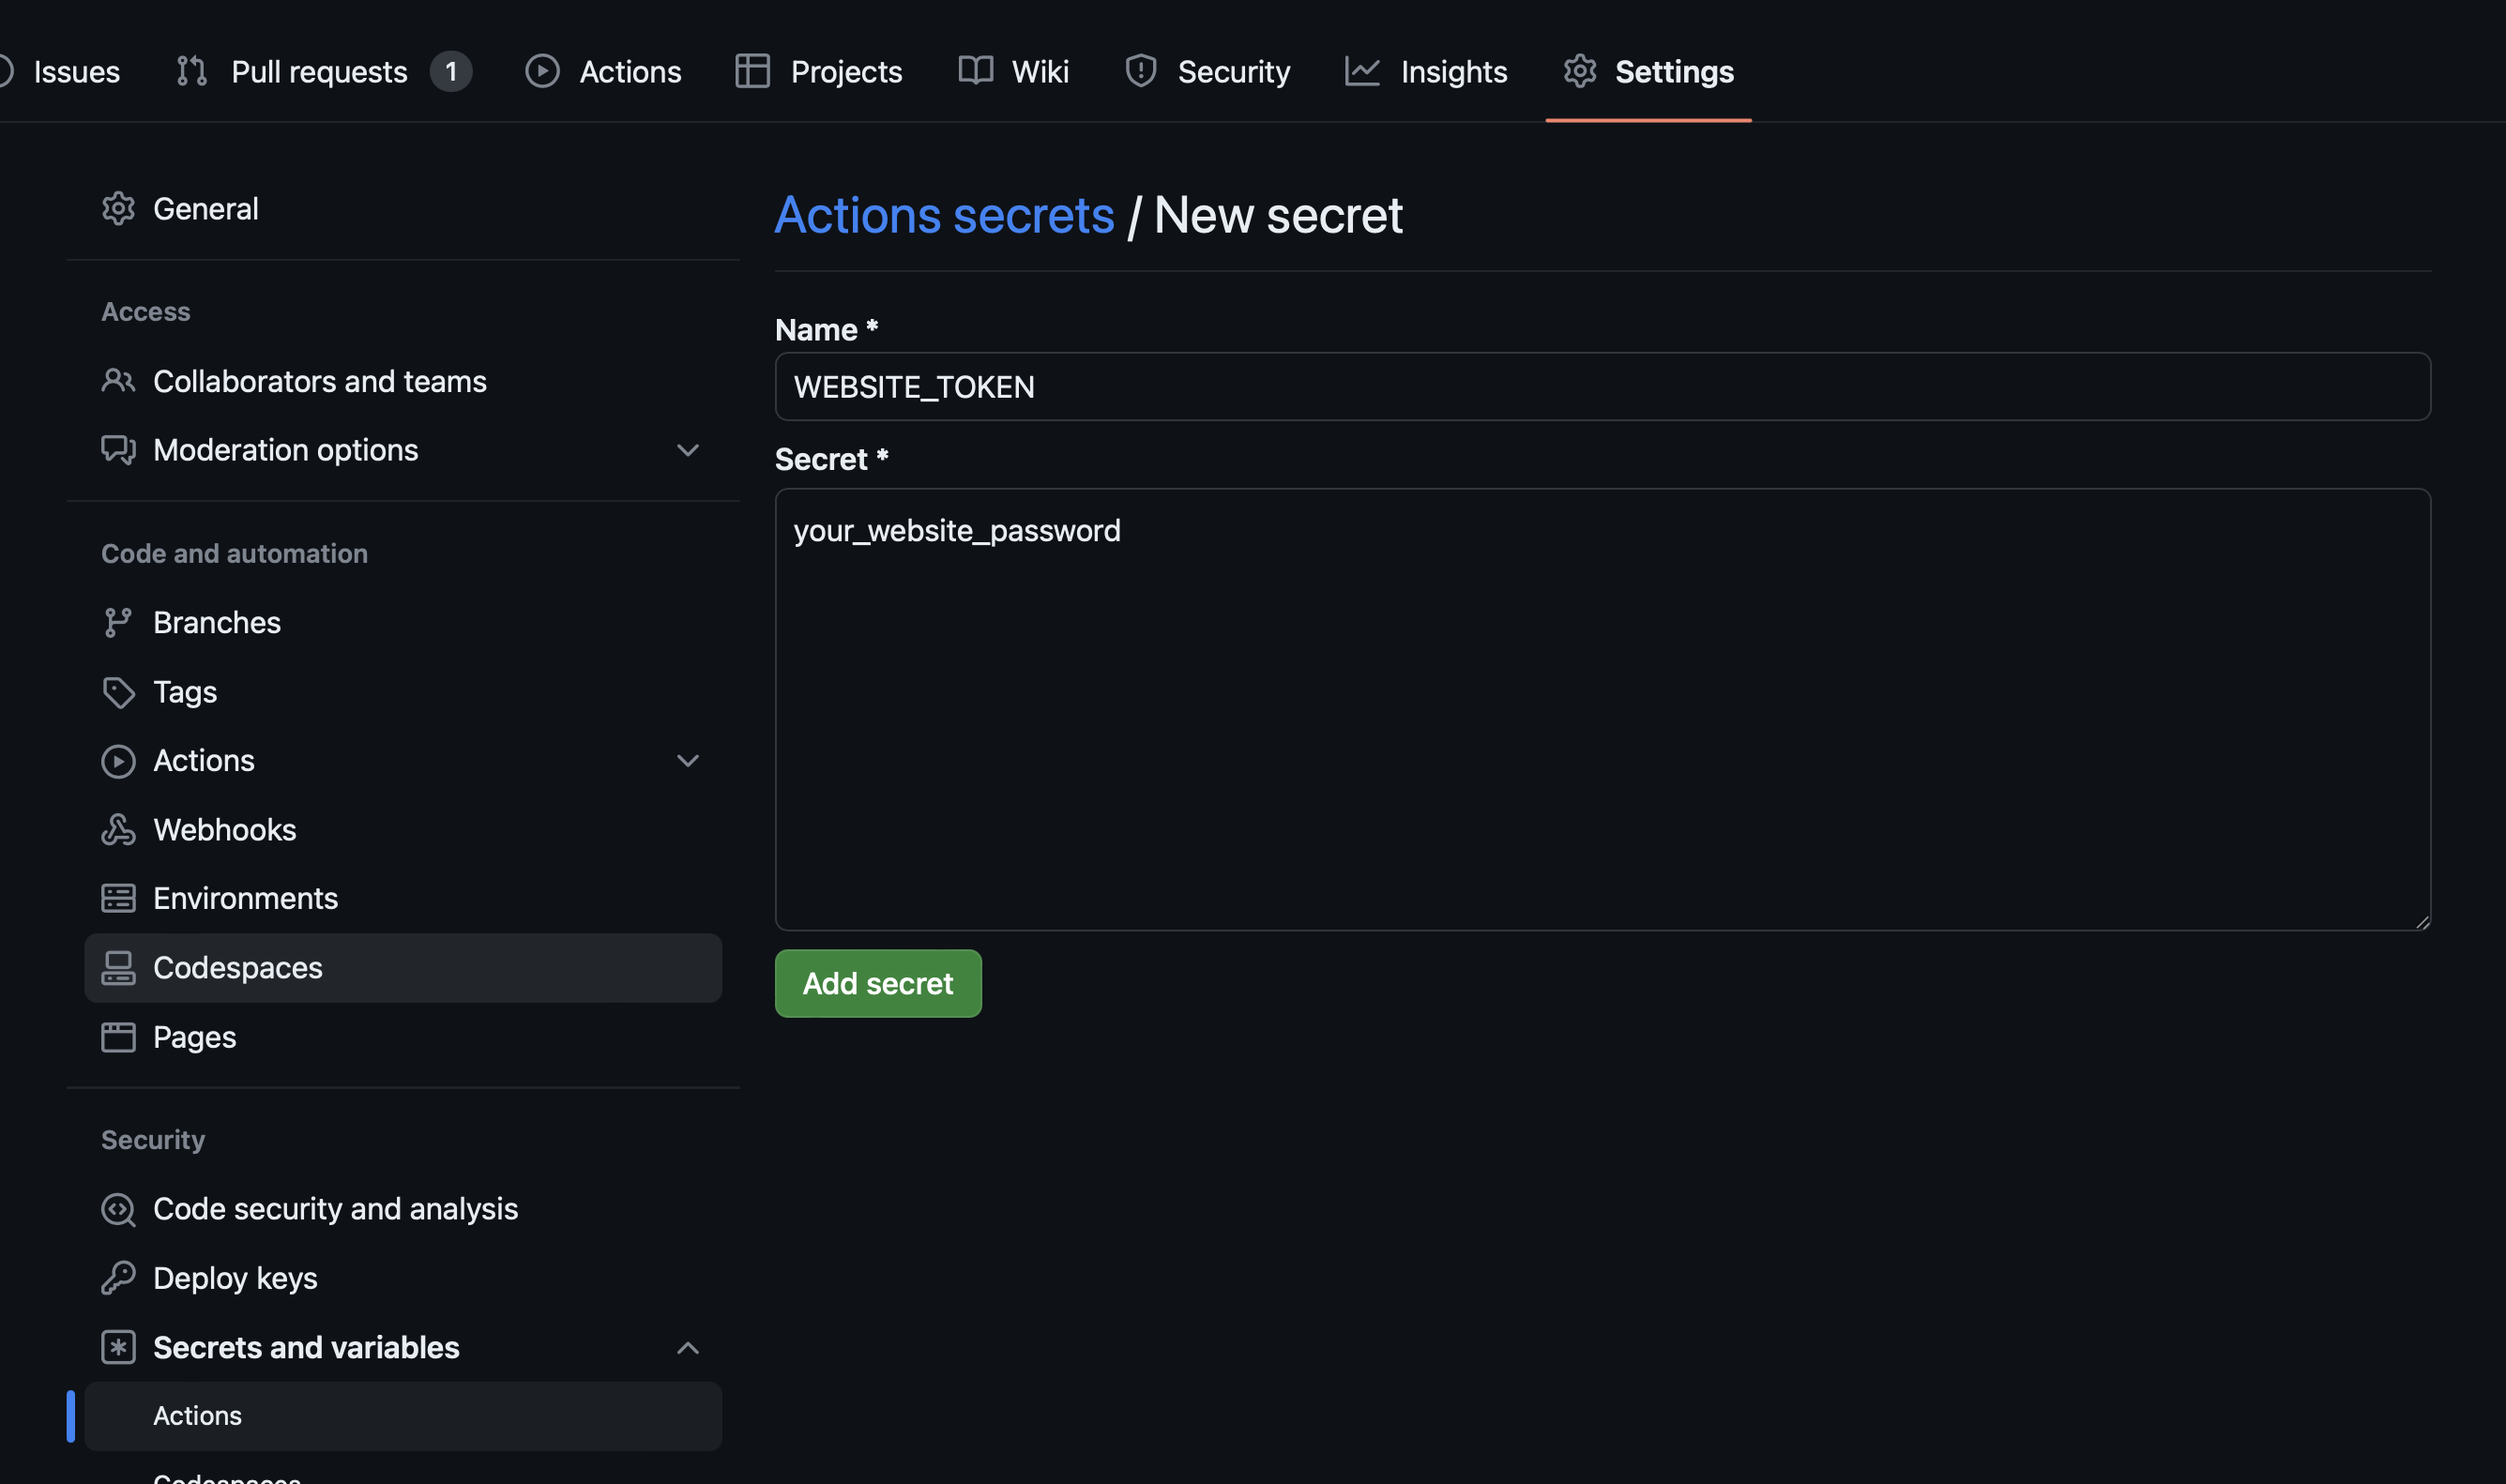 Issues Pull requests 1 Actions Projects Wiki Security Insights Settings
General
Access
Collaborators and teams
Moderation options
Code and automation
Branches
Tags
Actions
Webhooks
Environments
Codespaces
Pages
Security
Code security and analysis
Deploy keys
Secrets and variables
Actions
Codespaces
Actions secrets / New secret
Name *
WEBSITE_TOKEN
Secret *
your_website_password
Add secret